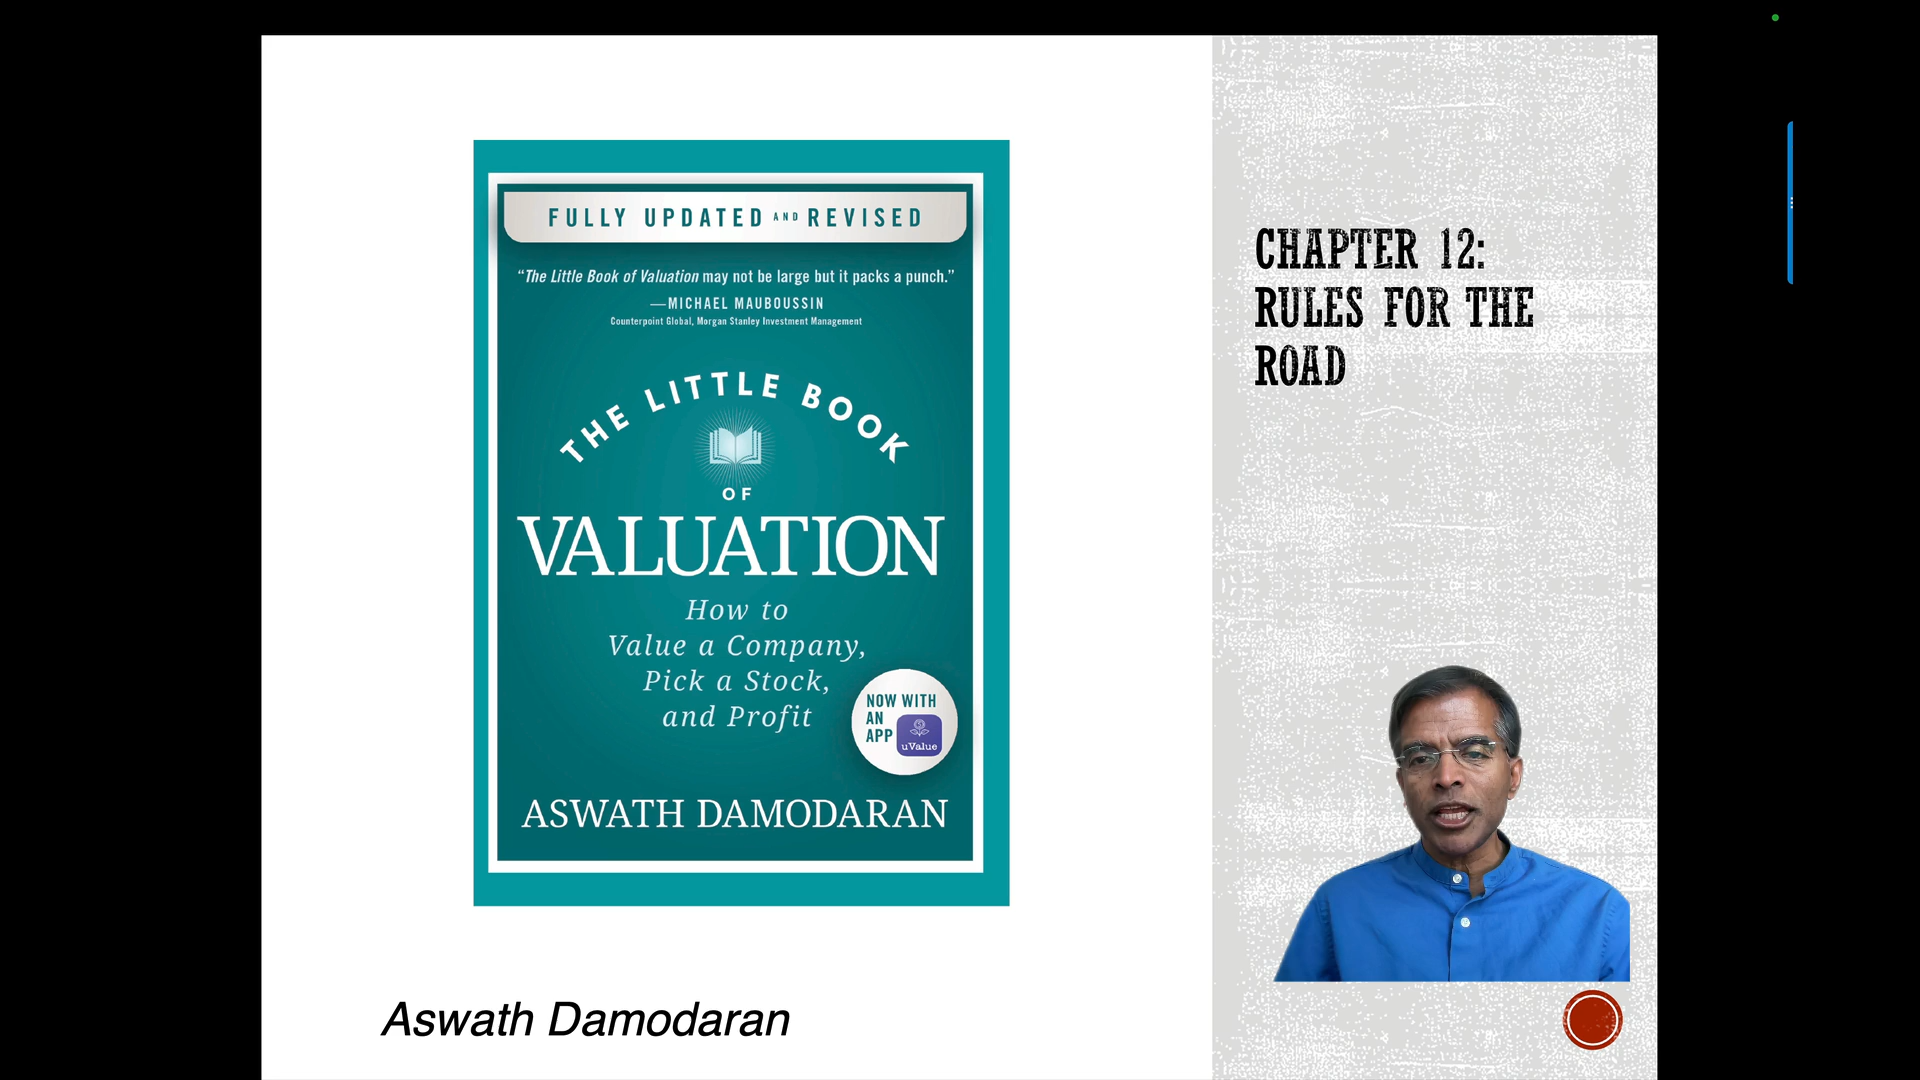 FULLY UPDATED AND REVISED
“The Little Book of Valuation may not be large but it packs a punch.”
—MICHAEL MAUBOUSSIN
Counterpoint Global, Morgan Stanley Investment Management
THE LITTLE BOOK
OF
VALUATION
How to
Value a Company,
Pick a Stock,
and Profit
NOW WITH
AN
APP
uValue
ASWATH DAMODARAN
Aswath Damodaran
CHAPTER 12:
RULES FOR THE
ROAD